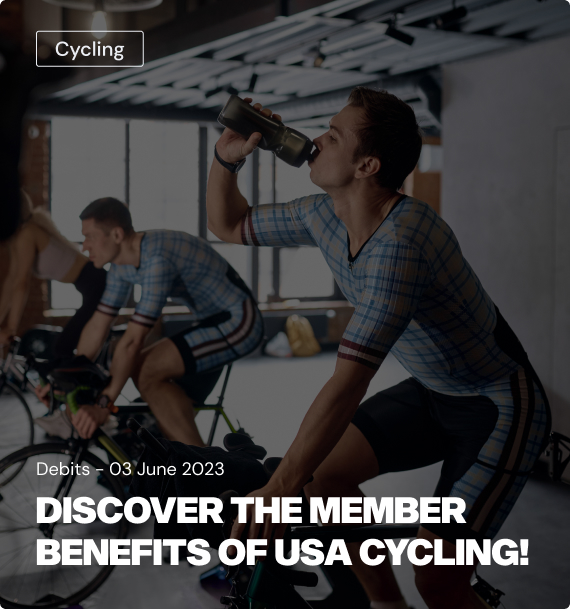 Cycling
Debits - 03 June 2023
DISCOVER THE MEMBER
BENEFITS OF USA CYCLING!